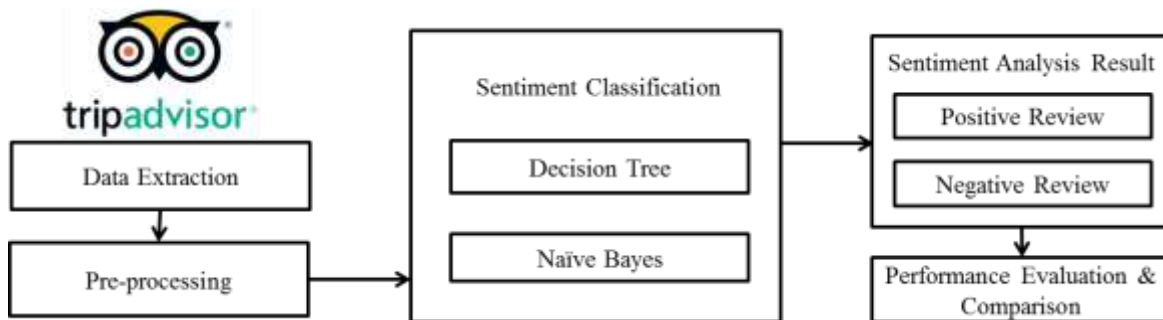 tripadvisor®
Data Extraction
Pre-processing
Sentiment Classification
Decision Tree
Naïve Bayes
Sentiment Analysis Result
Positive Review
Negative Review
Performance Evaluation &
Comparison